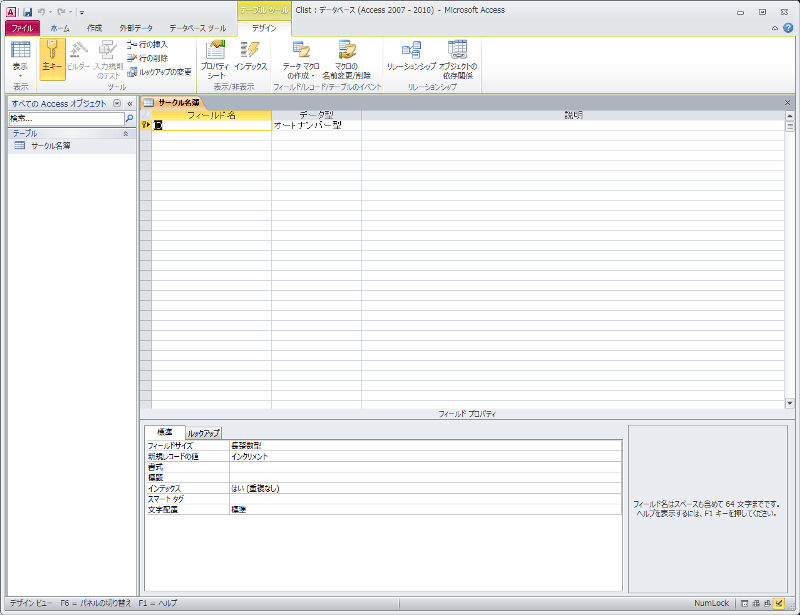 テーブル ツール
Clist : データベース (Access 2007 - 2010) - Microsoft Access
ファイル ホーム 作成 外部データ データベース ツール デザイン
表示
主キー
ビルダー
入力規則のテスト
行の挿入
行の削除
ルックアップの変更
プロパティ シート
インデックス
データ マクロの作成
マクロの名前変更/削除
リレーションシップ
オブジェクトの依存関係
表示 ツール 表示/非表示 フィールド/レコード/テーブルのイベント リレーションシップ
すべての Access オブジェクト
検索...
テーブル
サークル名簿
サークル名簿
フィールド名 データ型 説明
ID オートナンバー型
フィールド プロパティ
標準 ルックアップ
フィールドサイズ 長整数型
新規レコードの値 インクリメント
書式
標題
インデックス はい (重複なし)
スマート タグ
文字配置 標準
フィールド名はスペースも含めて 64 文字までです。
ヘルプを表示するには、F1 キーを押してください。
デザイン ビュー F6 = パネルの切り替え F1 = ヘルプ
NumLock